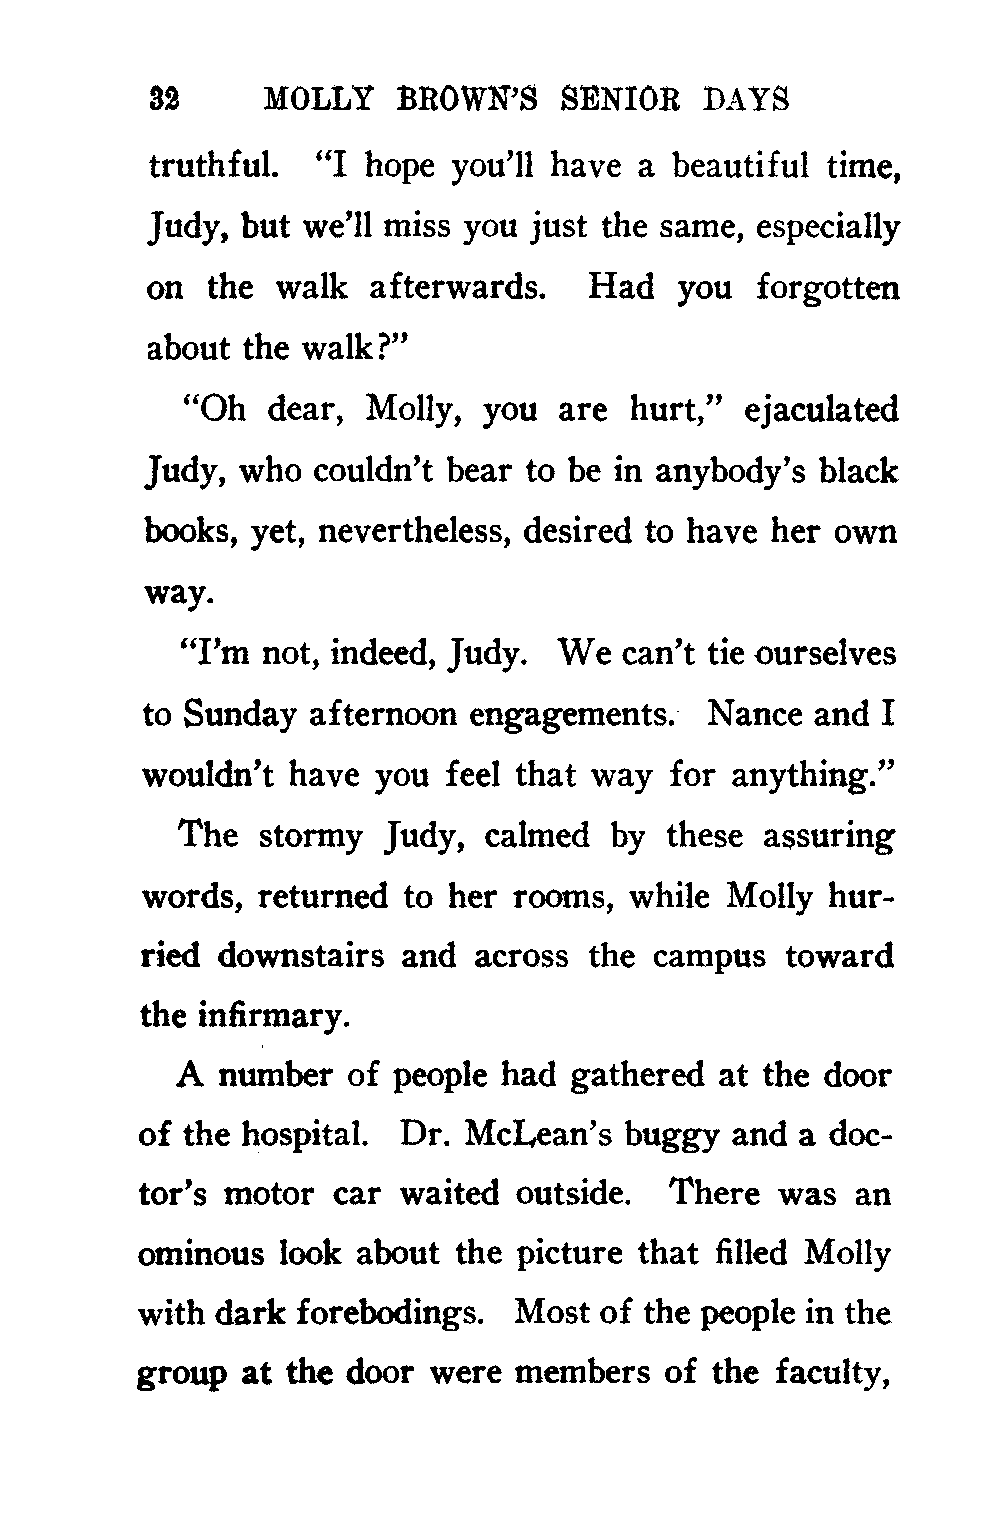 32 MOLLY BROWN'S SENIOR DAYS
truthful. “I hope you’ll have a beautiful time,
Judy, but we’ll miss you just the same, especially
on the walk afterwards. Had you forgotten
about the walk?”
“Oh dear, Molly, you are hurt,” ejaculated
Judy, who couldn’t bear to be in anybody’s black
books, yet, nevertheless, desired to have her own
way.
“I’m not, indeed, Judy. We can’t tie ourselves
to Sunday afternoon engagements. Nance and I
wouldn’t have you feel that way for anything.”
The stormy Judy, calmed by these assuring
words, returned to her rooms, while Molly hur-
ried downstairs and across the campus toward
the infirmary.
A number of people had gathered at the door
of the hospital. Dr. McLean’s buggy and a doc-
tor’s motor car waited outside. There was an
ominous look about the picture that filled Molly
with dark forebodings. Most of the people in the
group at the door were members of the faculty,